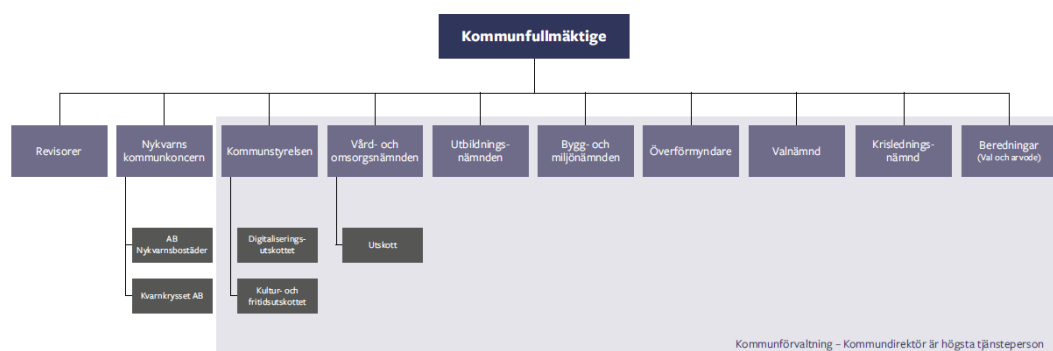 Kommunfullmäktige
Revisorer
Nykvarns
kommunkoncern
Kommunstyrelsen
Vård- och
omsorgsnämnden
Utbildnings-
nämnden
Bygg- och
miljönämnden
Överförmyndare
Valnämnd
Krislednings-
nämnd
Beredningar
(Val och arvode)
AB
Nykvarnsbostäder
Digitaliserings-
utskottet
Utskott
Kvarnkrysset AB
Kultur- och
fritidsutskottet
Kommunförvaltning – Kommundirektör är högsta tjänsteperson